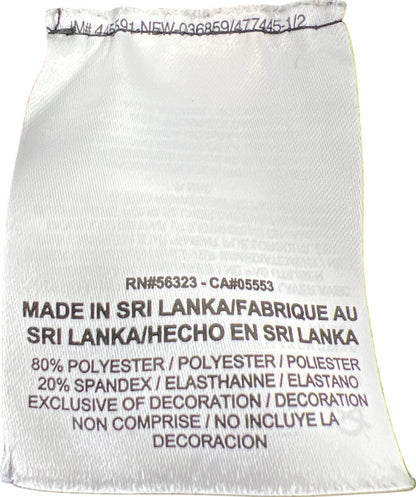 RN#56323 - CA#05553
MADE IN SRI LANKA/FABRIQUE AU
SRI LANKA/HECHO EN SRI LANKA
80% POLYESTER / POLYESTER / POLIESTER
20% SPANDEX / ELASTHANNE / ELASTANO
EXCLUSIVE OF DECORATION / DECORATION
NON COMPRISE / NO INCLUYE LA
DECORACION